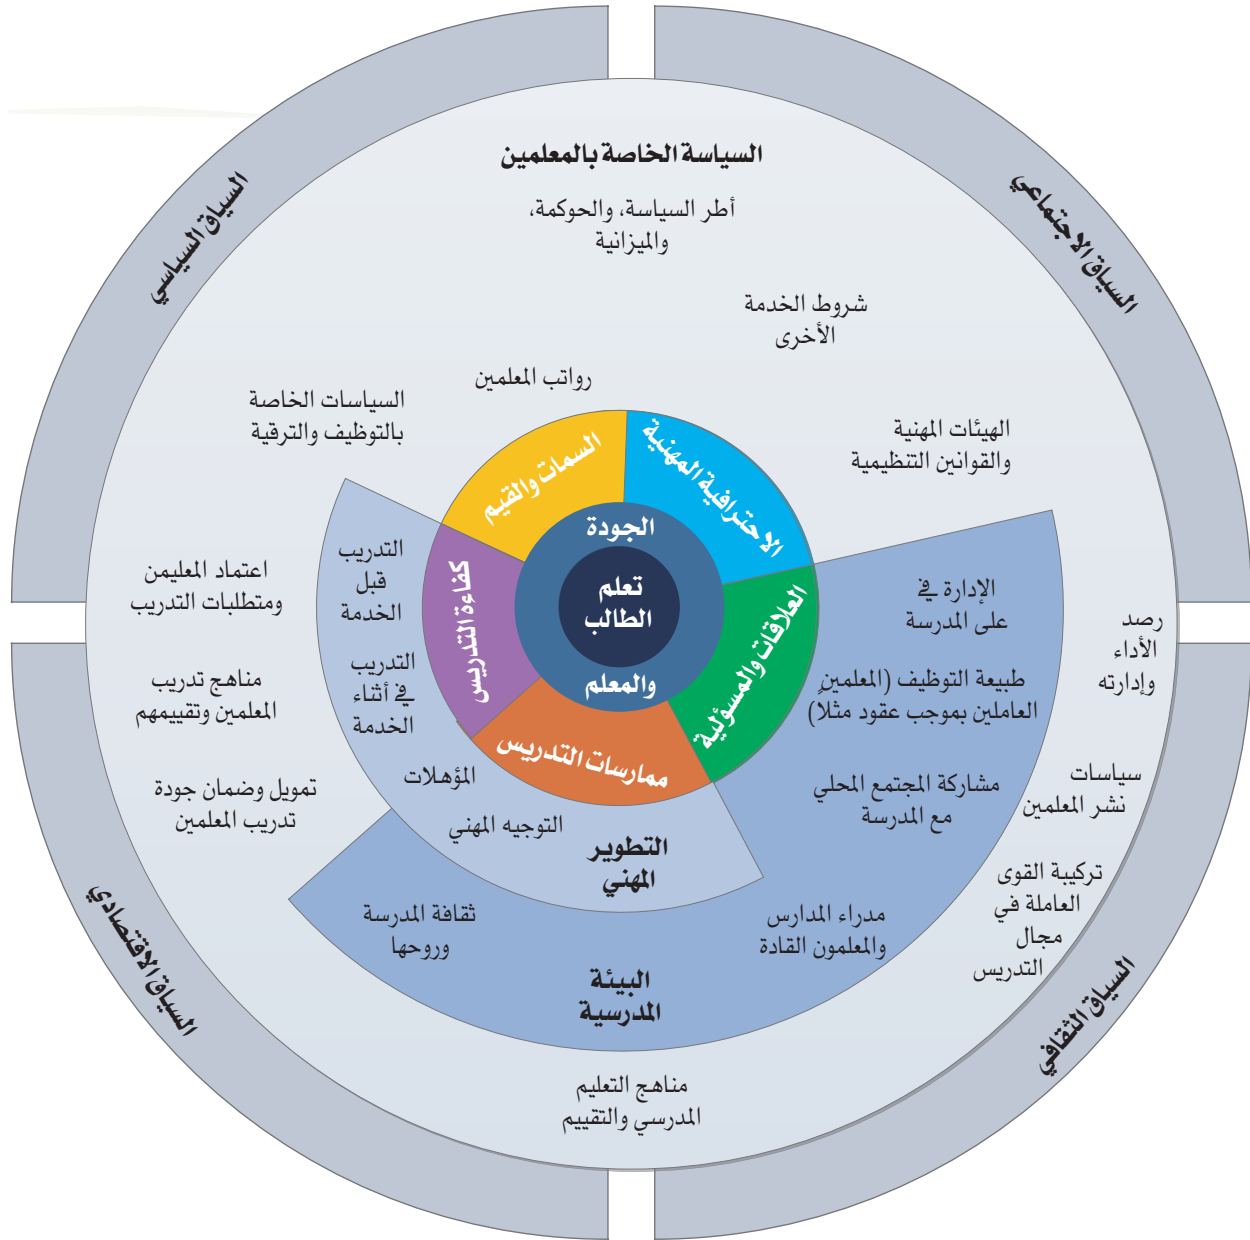 السياق السياسي
السياق الاجتماعي
السياسة الخاصة بالمعلمين
أطر السياسة، والحوكمة،
والميزانية
شروط الخدمة
الأخرى
رواتب المعلمين
السياسات الخاصة
بالتوظيف والترقية
الهيئات المهنية
والقوانين التنظيمية
السمات والقيم
الاحترافية المهنية
كفاءة التدريس
العلاقات والمسؤلية
ممارسات التدريس
الجودة
تعلم
الطالب
والمعلم
التدريب
قبل
الخدمة
التدريب
في أثناء
الخدمة
المؤهلات
التوجيه المهني
التطوير
المهني
الإدارة في
على المدرسة
طبيعة التوظيف (المعلمين
العاملين بموجب عقود مثلاً)
مشاركة المجتمع المحلي
مع المدرسة
مدراء المدارس
والمعلمون القادة
ثقافة المدرسة
وروحها
البيئة
المدرسية
اعتماد المعليمن
ومتطلبات التدريب
مناهج تدريب
المعلمين وتقييمهم
تمويل وضمان جودة
تدريب المعلمين
رصد
الأداء
وإدارته
سياسات
نشر المعلمين
تركيبة القوى
العاملة في
مجال
التدريس
مناهج التعليم
المدرسي والتقييم
السياق الاقتصادي
السياق الثقافي